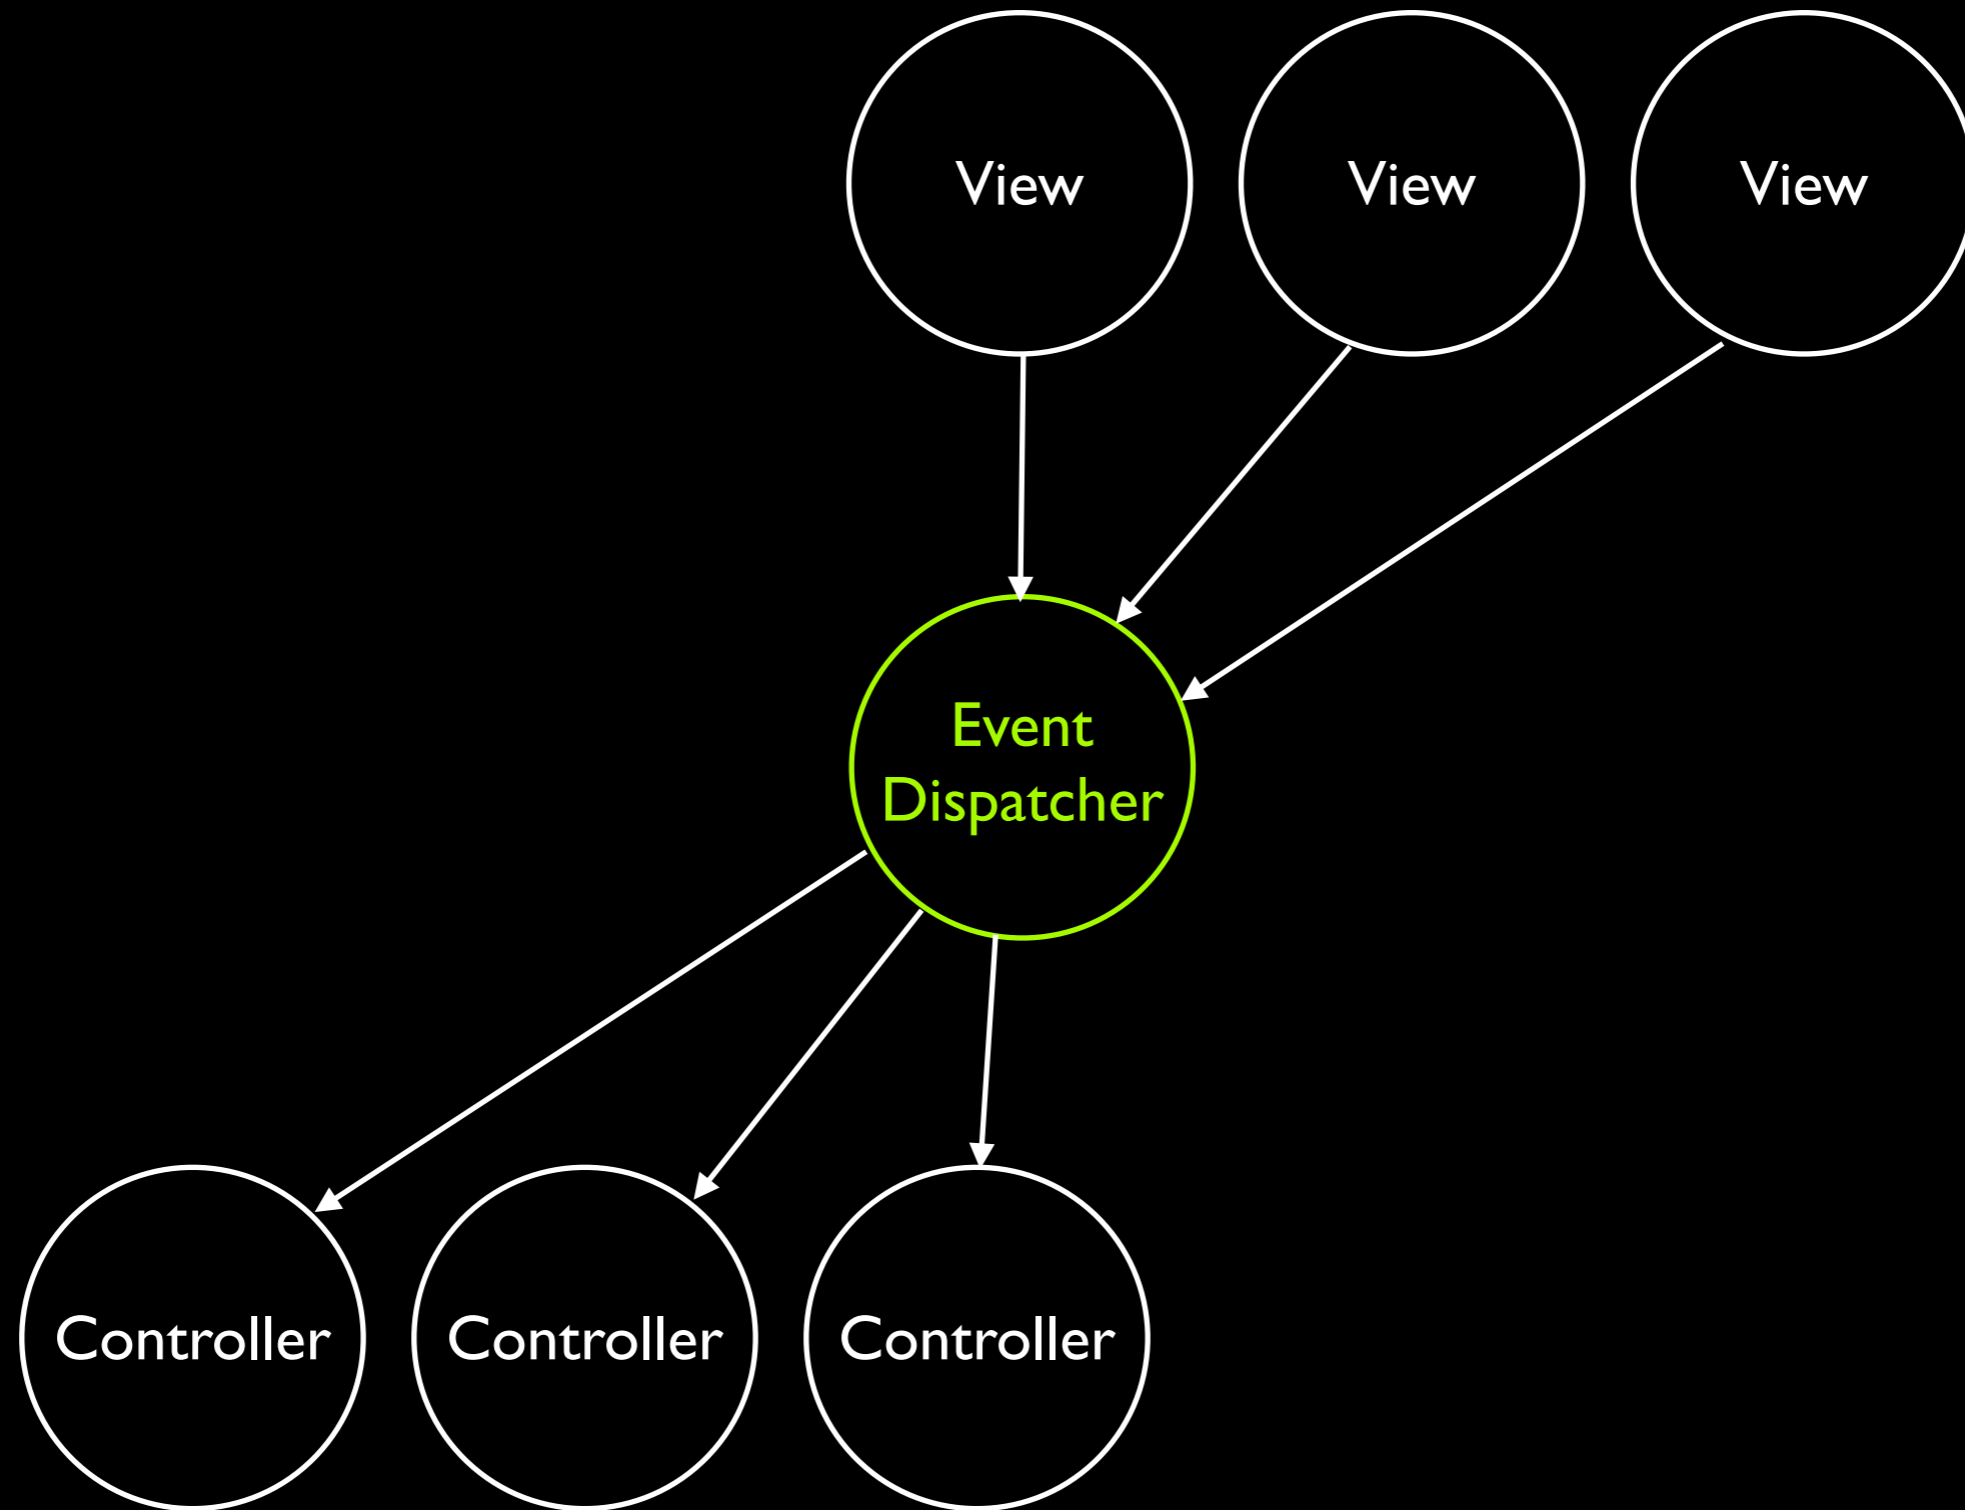 View
View
View
Event
Dispatcher
Controller
Controller
Controller